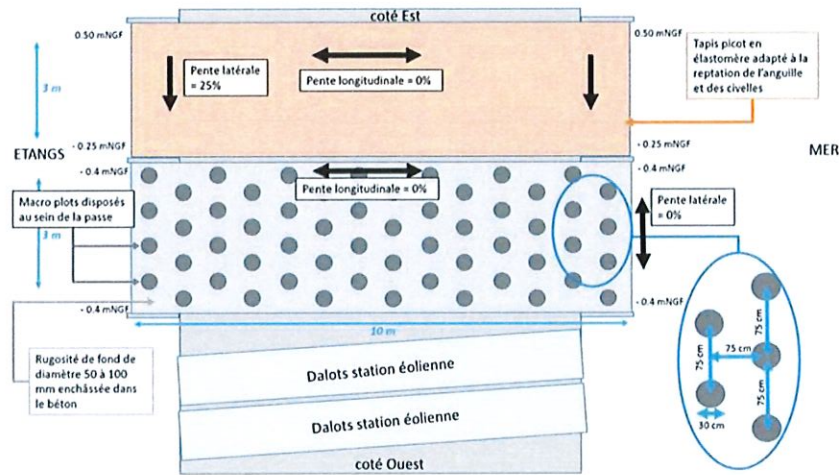 coté Est
0.50 mNGF
0.50 mNGF
Pente latérale
= 25%
Pente longitudinale = 0%
Tapis picot en
élastomère adapté à la
reptation de l'anguille
et des civelles
3 m
- 0.25 mNGF
- 0.25 mNGF
ETANGS
MER
- 0.4 mNGF
- 0.4 mNGF
Pente longitudinale = 0%
Macro plots disposés
au sein de la passe
Pente latérale
= 0%
3 m
- 0.4 mNGF
- 0.4 mNGF
10 m
Rugosité de fond de
diamètre 50 à 100
mm enchâssée dans
le béton
Dalots station éolienne
Dalots station éolienne
coté Ouest
75 cm
75 cm
75 cm
75 cm
30 cm